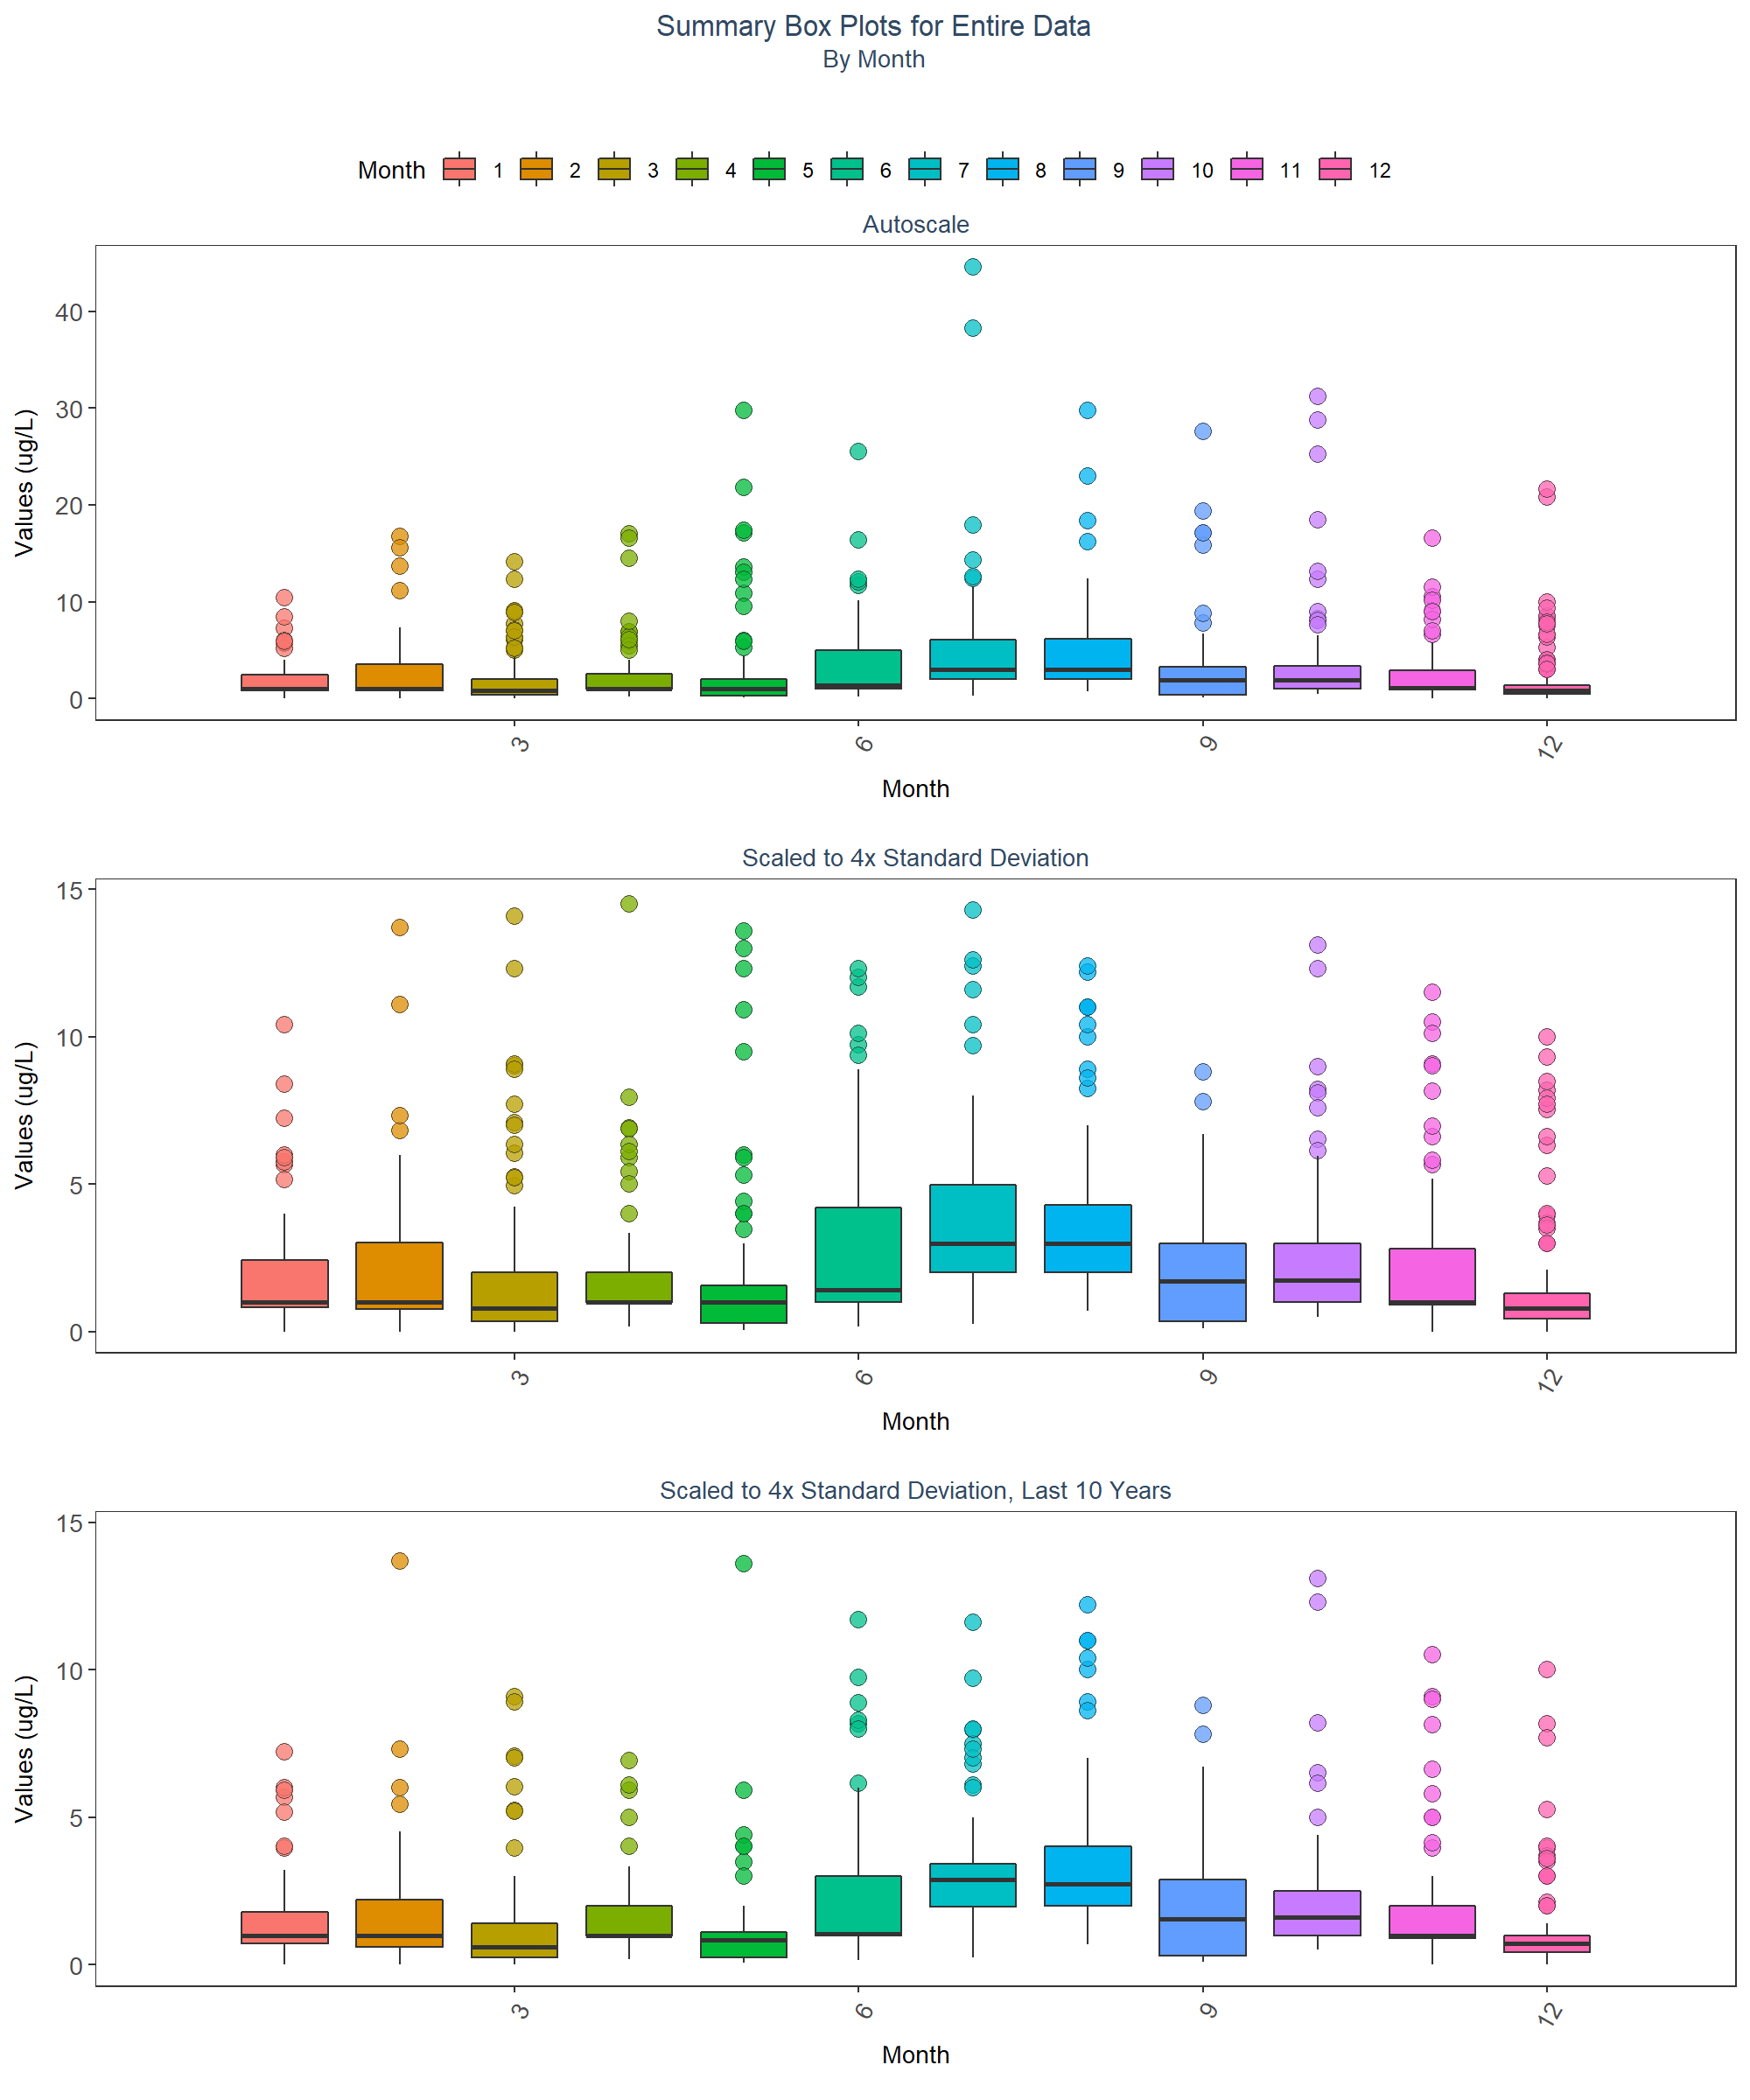 Summary Box Plots for Entire Data
By Month
Month 1 2 3 4 5 6 7 8 9 10 11 12
Autoscale
Values (ug/L)
40
30
20
10
0
3 6 9 12
Month
Scaled to 4x Standard Deviation
Values (ug/L)
15
10
5
0
3 6 9 12
Month
Scaled to 4x Standard Deviation, Last 10 Years
Values (ug/L)
15
10
5
0
3 6 9 12
Month